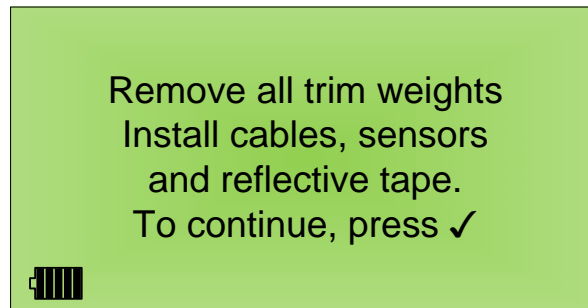 Remove all trim weights
Install cables, sensors
and reflective tape.
To continue, press ✓